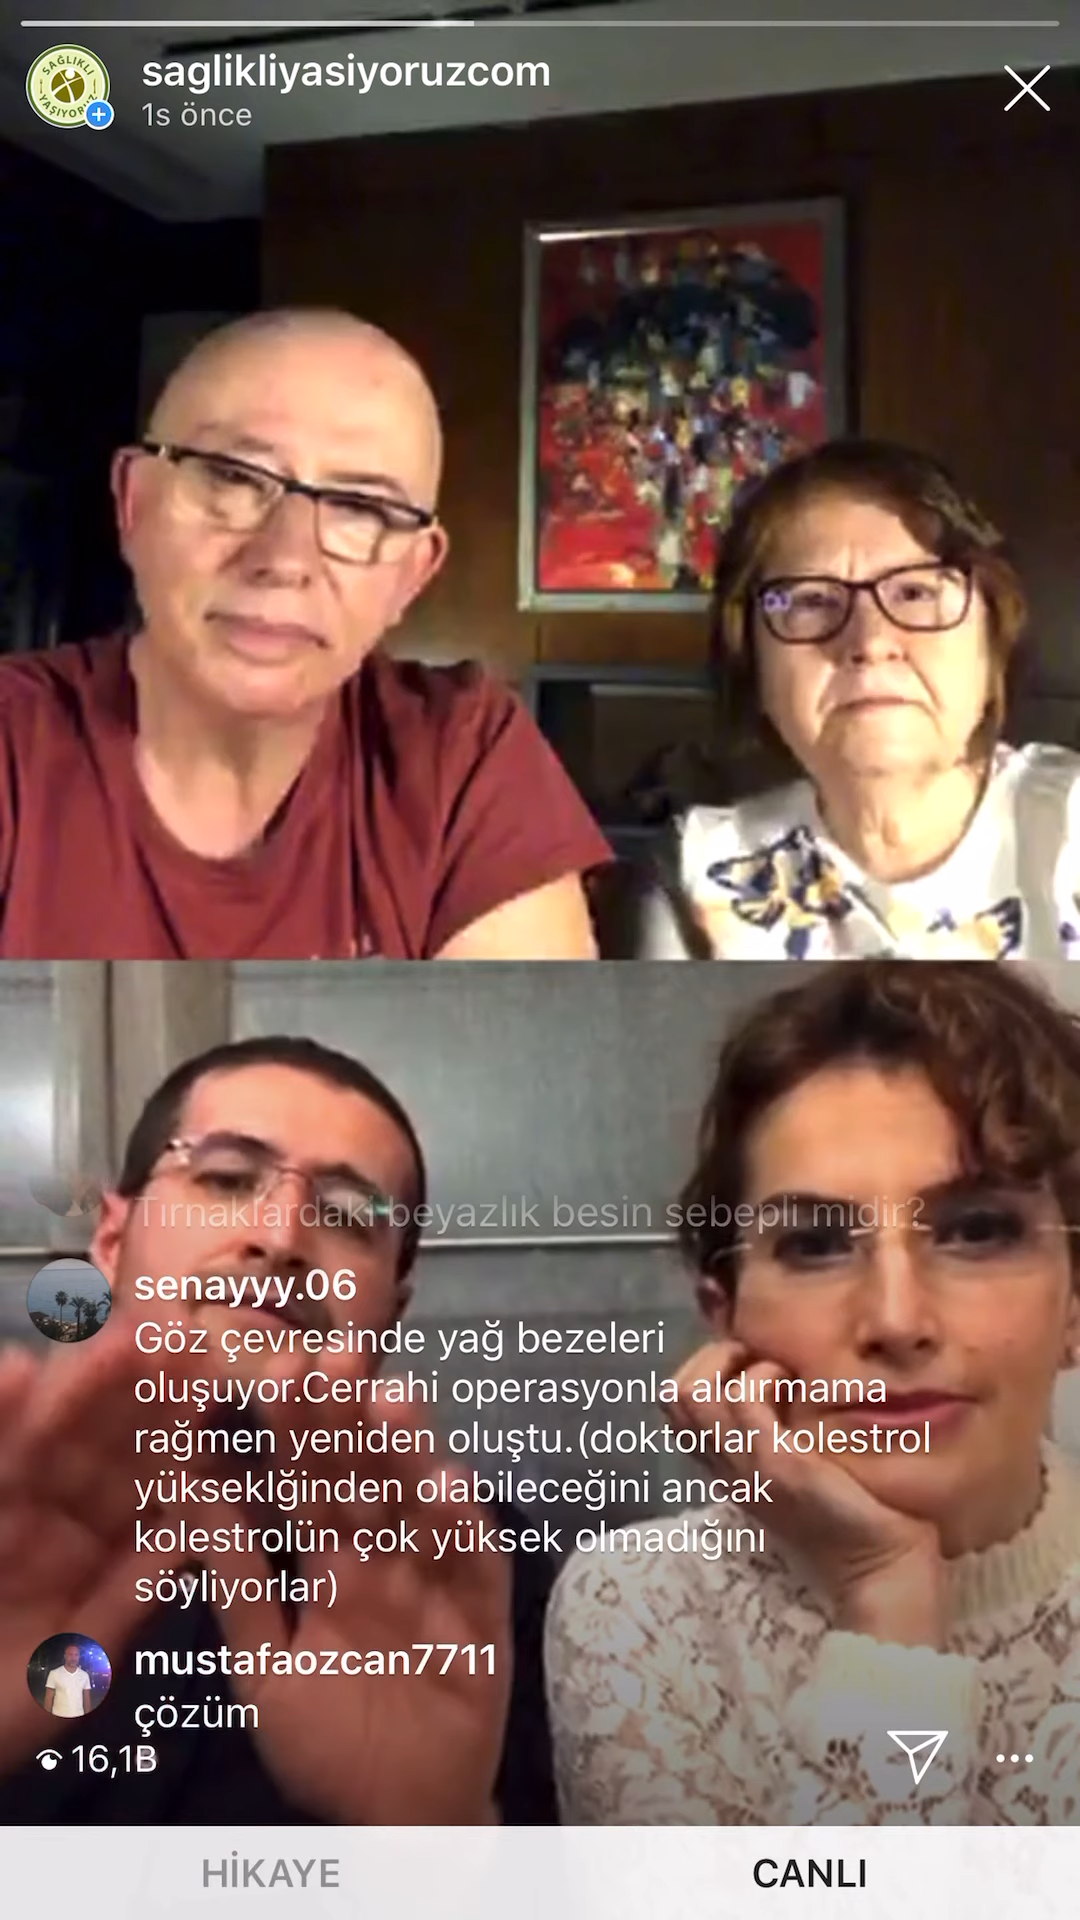 SAĞLIKLI
YAŞIYORUZ
saglikliyasiyoruzcom
1s önce
Tırnaklardaki beyazlık besin sebepli midir?
senayyy.06
Göz çevresinde yağ bezeleri
oluşuyor.Cerrahi operasyonla aldırmama
rağmen yeniden oluştu.(doktorlar kolestrol
yükseklğinden olabileceğini ancak
kolestrolün çok yüksek olmadığını
söyliyorlar)
mustafaozcan7711
çözüm
16,1B
HİKAYE
CANLI